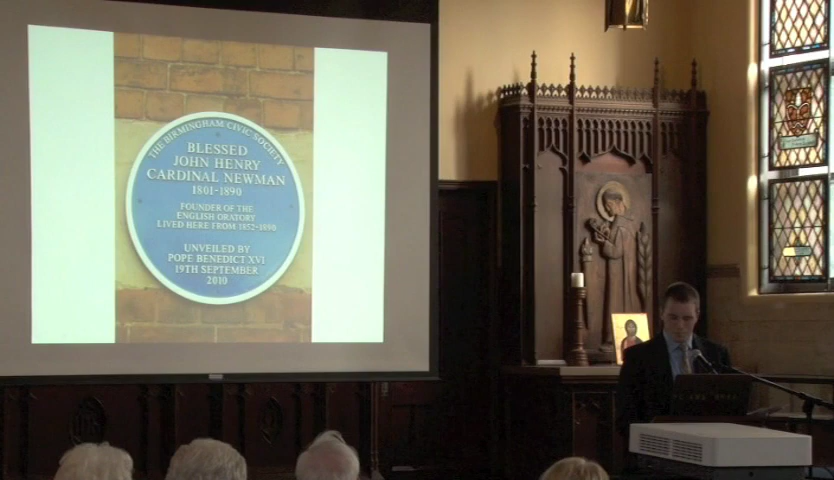 THE BIRMINGHAM CIVIC SOCIETY
BLESSED
JOHN HENRY
CARDINAL NEWMAN
1801-1890
FOUNDER OF THE
ENGLISH ORATORY
LIVED HERE FROM 1852-1890
UNVEILED BY
POPE BENEDICT XVI
19TH SEPTEMBER
2010